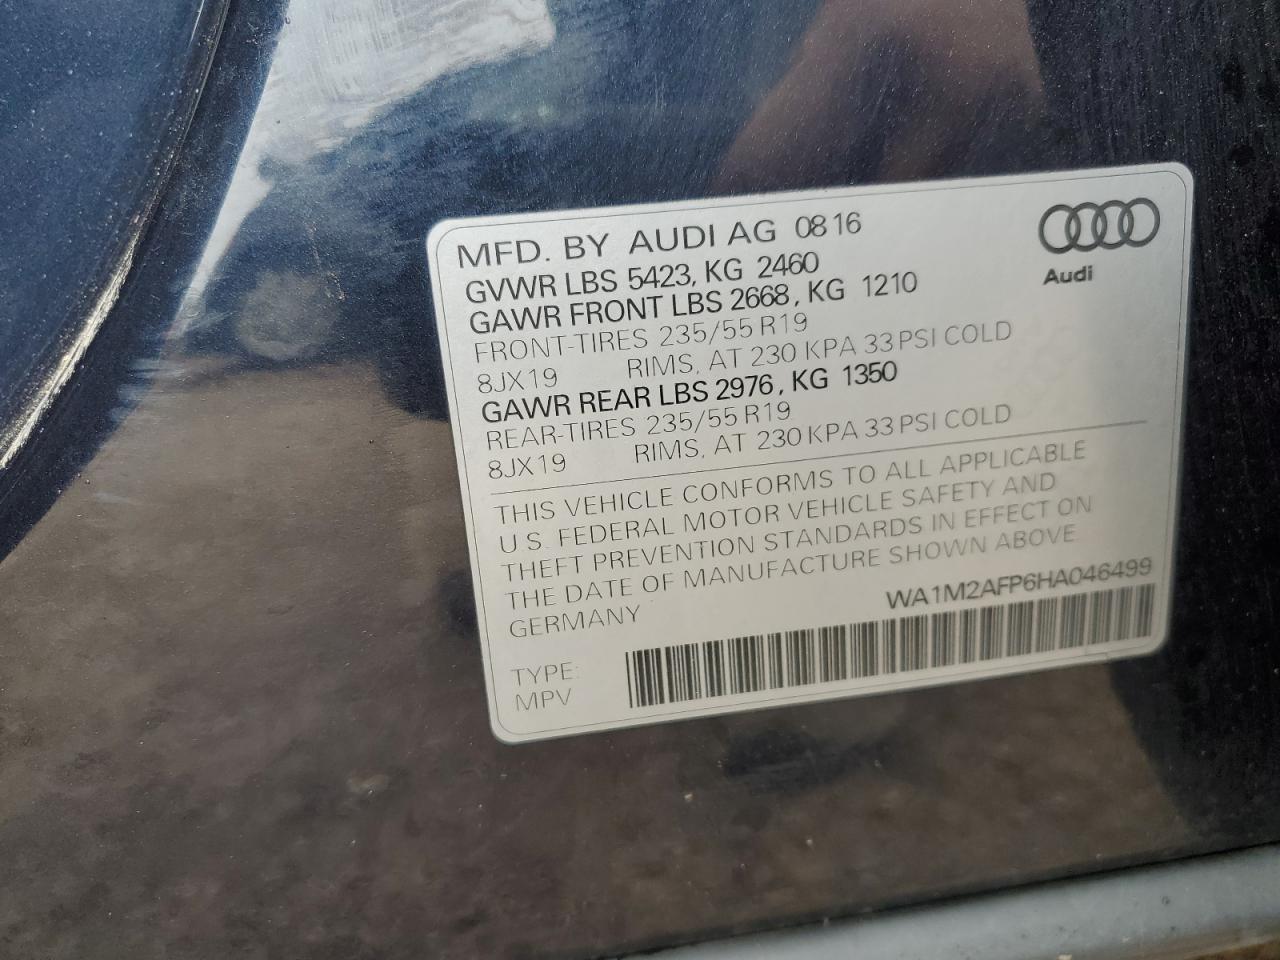 MFD. BY AUDI AG 0816
GVWR LBS 5423, KG 2460
GAWR FRONT LBS 2668, KG 1210
FRONT-TIRES 235/55 R19
8JX19 RIMS, AT 230 KPA 33 PSI COLD
GAWR REAR LBS 2976, KG 1350
REAR-TIRES 235/55 R19
8JX19 RIMS, AT 230 KPA 33 PSI COLD
Audi
THIS VEHICLE CONFORMS TO ALL APPLICABLE
U.S. FEDERAL MOTOR VEHICLE SAFETY AND
THEFT PREVENTION STANDARDS IN EFFECT ON
THE DATE OF MANUFACTURE SHOWN ABOVE
GERMANY
WA1M2AFP6HA046499
TYPE:
MPV